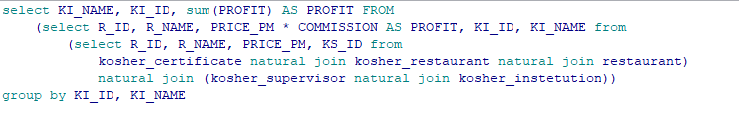 select KI_NAME, KI_ID, sum(PROFIT) AS PROFIT FROM
(select R_ID, R_NAME, PRICE_PM * COMMISSION AS PROFIT, KI_ID, KI_NAME from
(select R_ID, R_NAME, PRICE_PM, KS_ID from
kosher_certificate natural join kosher_restaurant natural join restaurant)
natural join (kosher_supervisor natural join kosher_instetution))
group by KI_ID, KI_NAME